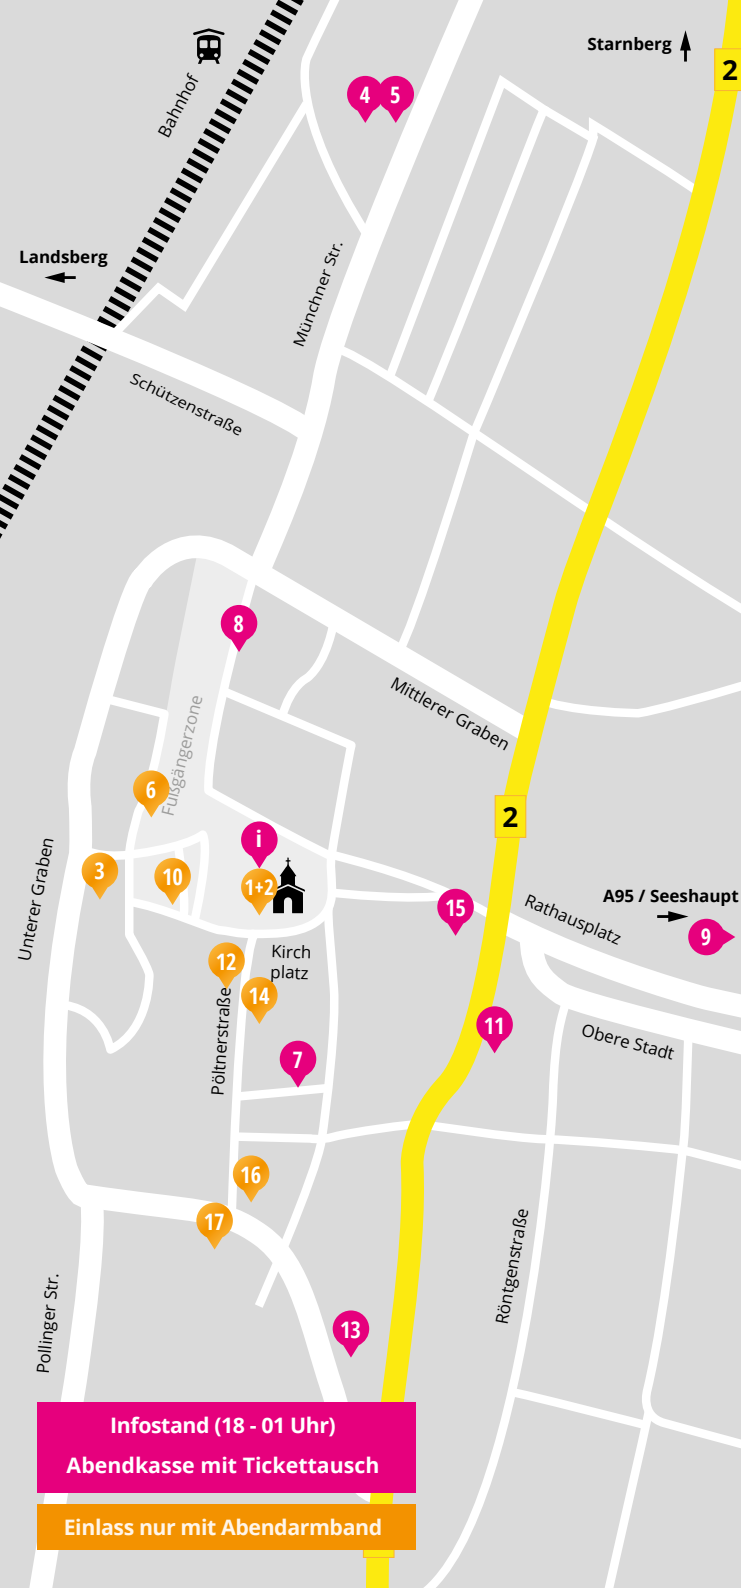 Starnberg
2
Bahnhof
4
5
Landsberg
Münchner Str.
Schützenstraße
8
Mittlerer Graben
Fußgängerzone
6
2
i
Unterer Graben
3
10
1+2
A95 / Seeshaupt
15
Rathausplatz
9
Kirch
platz
12
14
Pöltnerstraße
11
Obere Stadt
7
16
17
Röntgenstraße
Pollinger Str.
13
Infostand (18 - 01 Uhr)
Abendkasse mit Tickettausch
Einlass nur mit Abendarmband